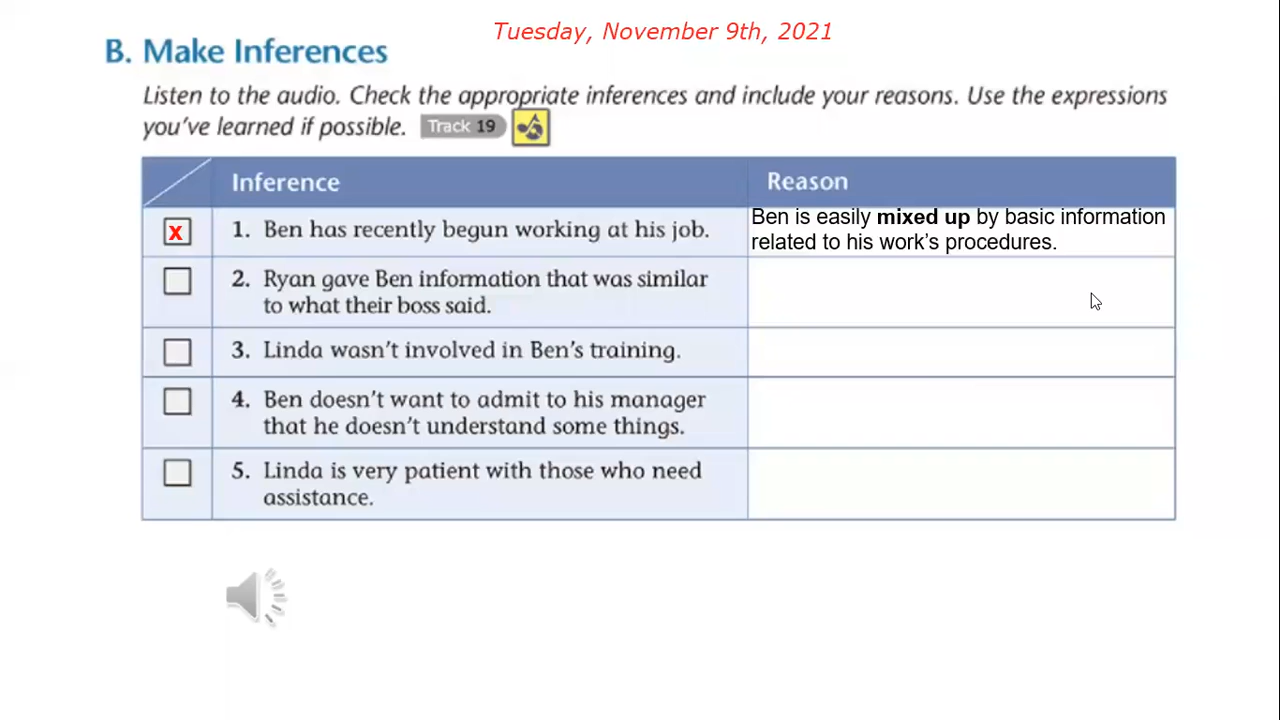 Tuesday, November 9th, 2021
B. Make Inferences
Listen to the audio. Check the appropriate inferences and include your reasons. Use the expressions
you've learned if possible. Track 19
Inference Reason
x 1. Ben has recently begun working at his job. Ben is easily mixed up by basic information
related to his work's procedures.
2. Ryan gave Ben information that was similar
to what their boss said.
3. Linda wasn't involved in Ben's training.
4. Ben doesn't want to admit to his manager
that he doesn't understand some things.
5. Linda is very patient with those who need
assistance.